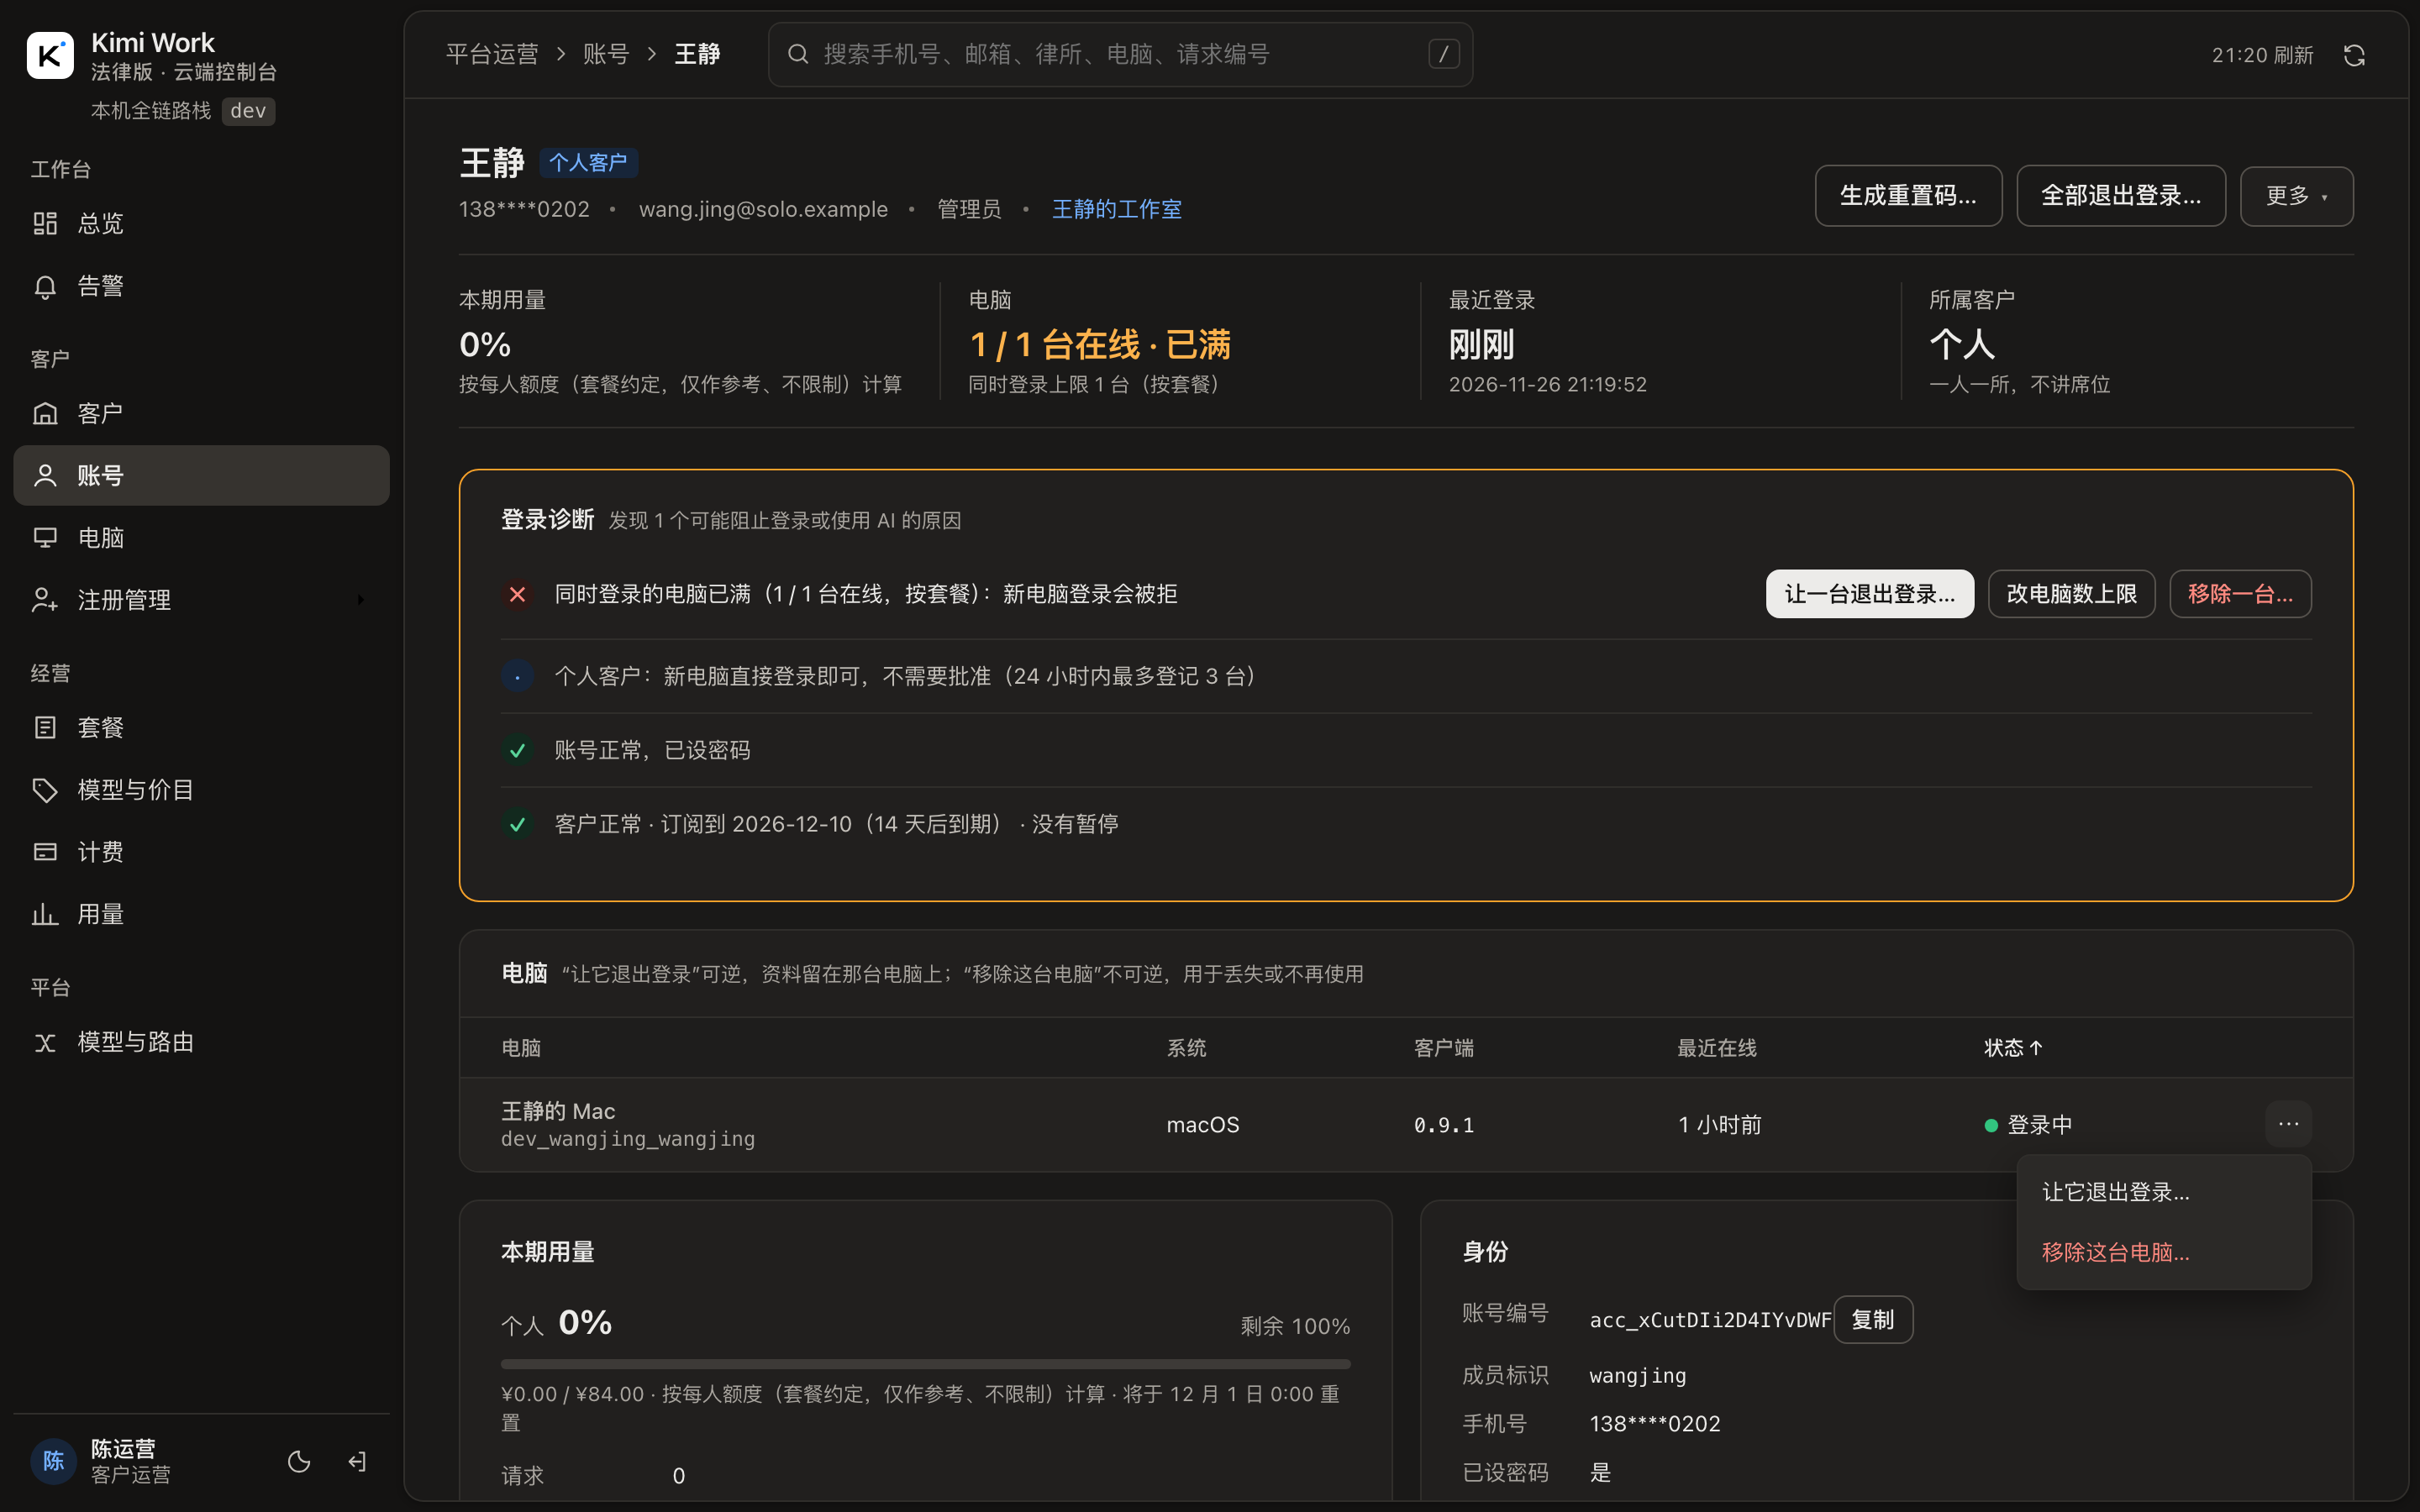 Kimi Work
法律版 · 云端控制台
本机全链路栈 dev
工作台
总览
告警
客户
客户
账号
电脑
注册管理
经营
套餐
模型与价目
计费
用量
平台
模型与路由
陈 陈运营
客户运营
平台运营 > 账号 > 王静
搜索手机号、邮箱、律所、电脑、请求编号 /
21:20 刷新
王静 个人客户
138****0202 • wang.jing@solo.example • 管理员 • 王静的工作室
生成重置码... 全部退出登录... 更多
本期用量
0%
按每人额度（套餐约定，仅作参考、不限制）计算
电脑
1 / 1 台在线 · 已满
同时登录上限 1 台（按套餐）
最近登录
刚刚
2026-11-26 21:19:52
所属客户
个人
一人一所，不讲席位
登录诊断 发现 1 个可能阻止登录或使用 AI 的原因
同时登录的电脑已满（1 / 1 台在线，按套餐）：新电脑登录会被拒
让一台退出登录... 改电脑数上限 移除一台...
个人客户：新电脑直接登录即可，不需要批准（24 小时内最多登记 3 台）
账号正常，已设密码
客户正常 · 订阅到 2026-12-10（14 天后到期） · 没有暂停
电脑 “让它退出登录”可逆，资料留在那台电脑上；“移除这台电脑”不可逆，用于丢失或不再使用
电脑 系统 客户端 最近在线 状态 ↑
王静的 Mac
dev_wangjing_wangjing
macOS 0.9.1 1 小时前 登录中 ...
让它退出登录...
移除这台电脑...
本期用量
个人 0% 剩余 100%
¥0.00 / ¥84.00 · 按每人额度（套餐约定，仅作参考、不限制）计算 · 将于 12 月 1 日 0:00 重
置
请求 0
身份
账号编号 acc_xCutDIi2D4IYvDWF 复制
成员标识 wangjing
手机号 138****0202
已设密码 是